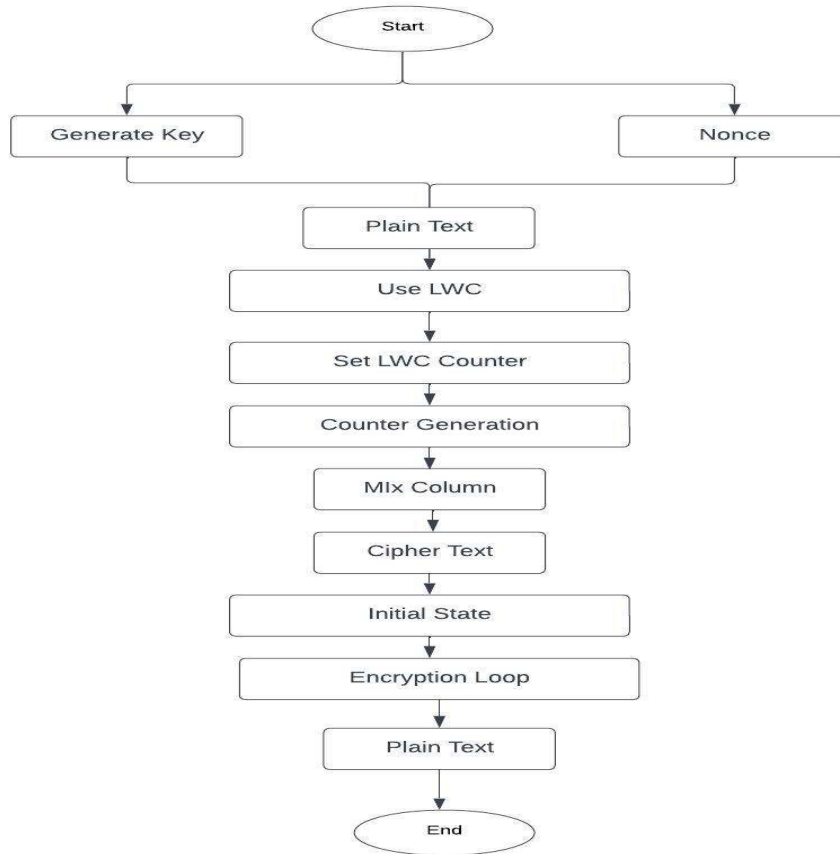 Start
Generate Key
Nonce
Plain Text
Use LWC
Set LWC Counter
Counter Generation
MIx Column
Cipher Text
Initial State
Encryption Loop
Plain Text
End